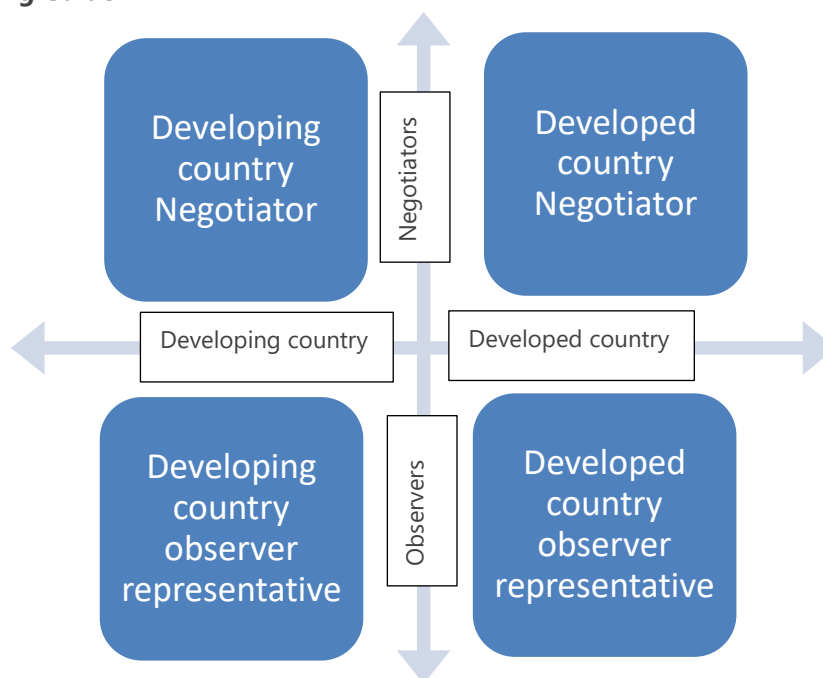 Developing
country
Negotiator
Negotiators
Developed
country
Negotiator
Developing country
Developed country
Developing
country
observer
representative
Observers
Developed
country
observer
representative